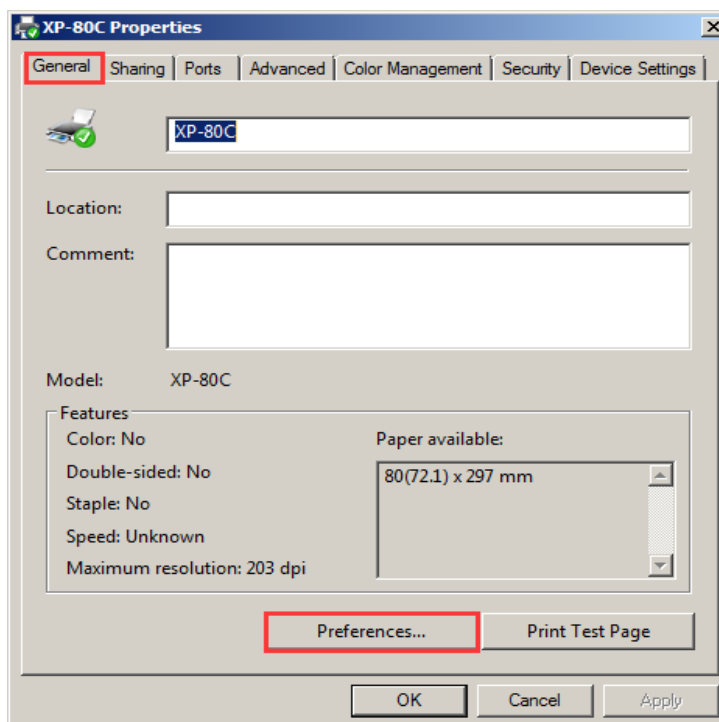 XP-80C Properties
General Sharing Ports Advanced Color Management Security Device Settings
XP-80C
Location:
Comment:
Model: XP-80C
Features
Color: No
Paper available:
Double-sided: No
80(72.1) x 297 mm
Staple: No
Speed: Unknown
Maximum resolution: 203 dpi
Preferences... Print Test Page
OK Cancel Apply